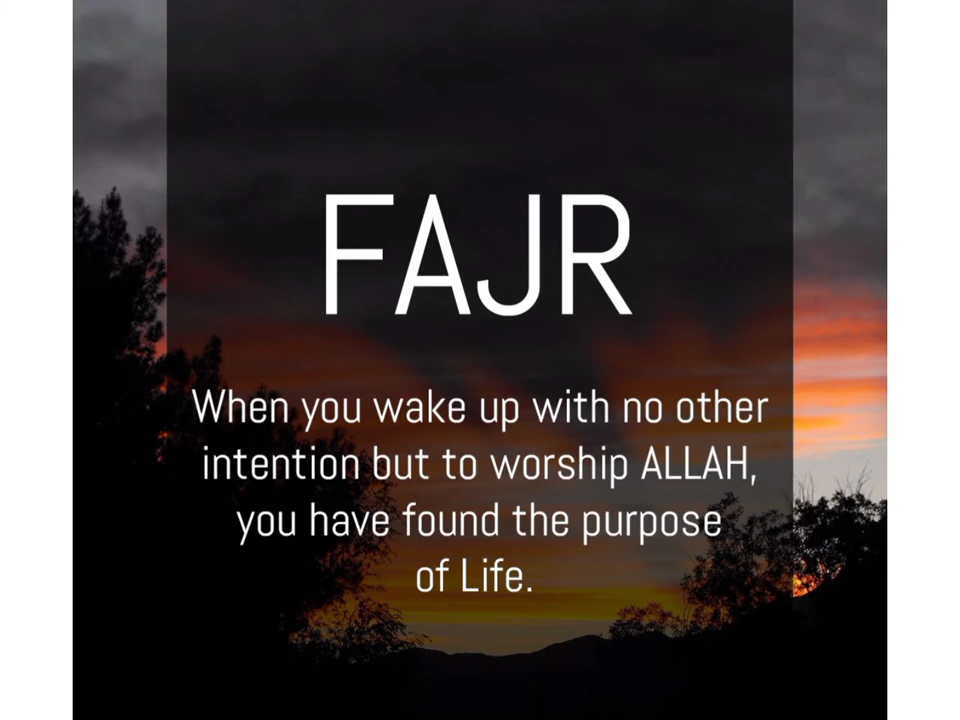 FAJR
When you wake up with no other
intention but to worship ALLAH,
you have found the purpose
of Life.